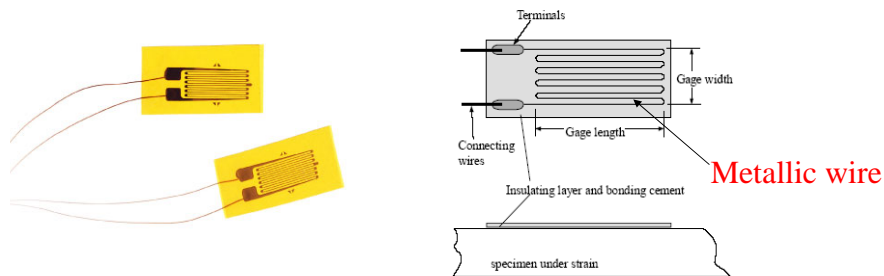 Terminals
Gage width
Connecting
wires
Gage length
Metallic wire
Insulating layer and bonding cement
specimen under strain